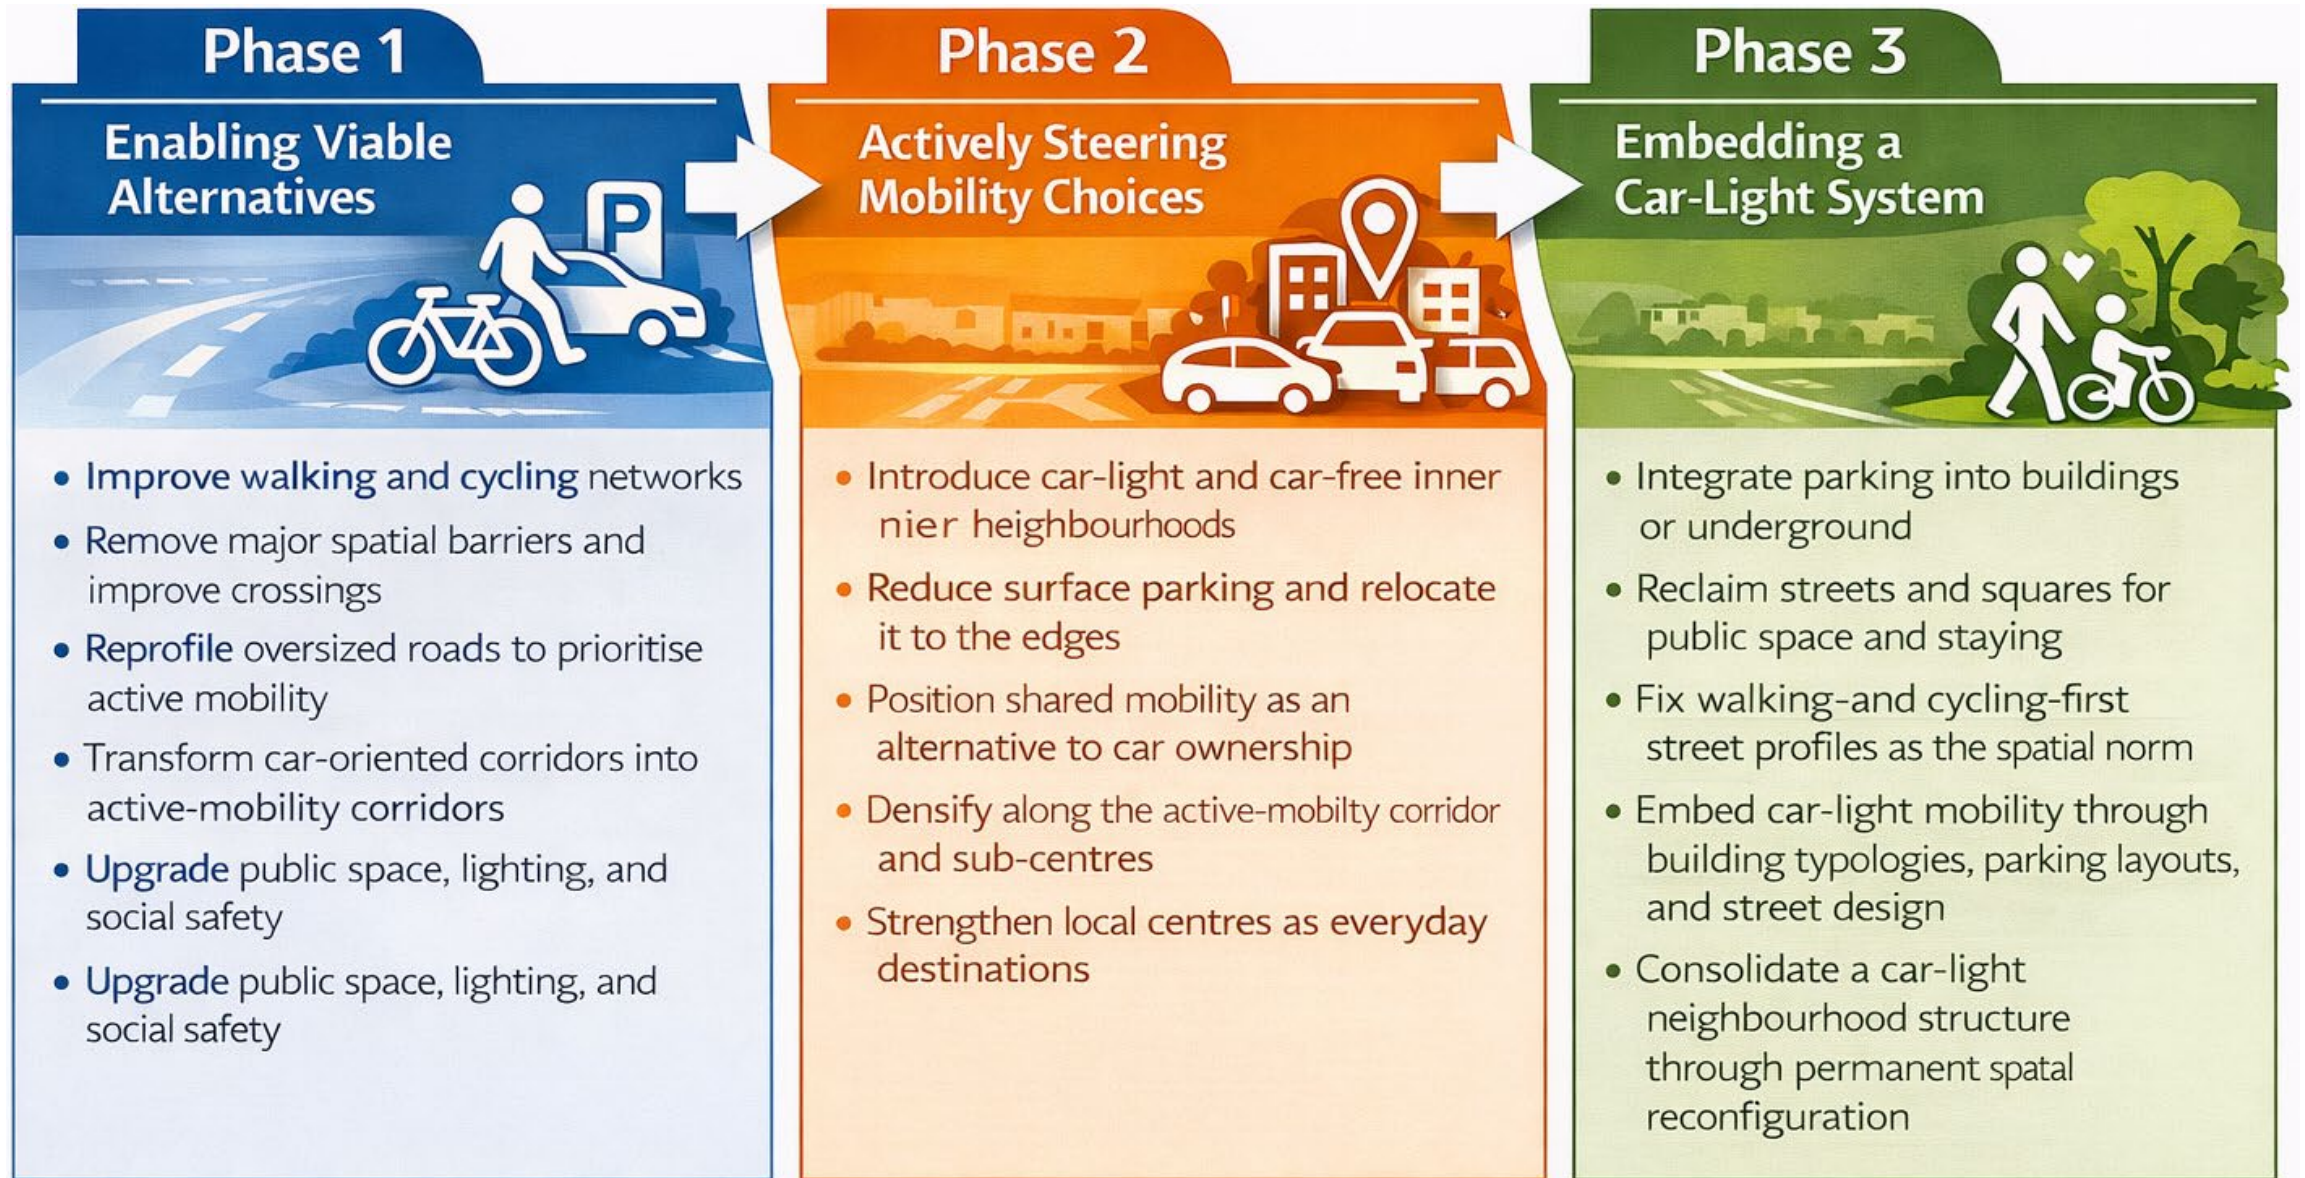 Phase 1
Enabling Viable
Alternatives
P
• Improve walking and cycling networks
• Remove major spatial barriers and
improve crossings
• Reprofile oversized roads to prioritise
active mobility
• Transform car-oriented corridors into
active-mobility corridors
• Upgrade public space, lighting, and
social safety
• Upgrade public space, lighting, and
social safety
Phase 2
Actively Steering
Mobility Choices
• Introduce car-light and car-free inner
nier heighbourhoods
• Reduce surface parking and relocate
it to the edges
• Position shared mobility as an
alternative to car ownership
• Densify along the active-mobilty corridor
and sub-centres
• Strengthen local centres as everyday
destinations
Phase 3
Embedding a
Car-Light System
• Integrate parking into buildings
or underground
• Reclaim streets and squares for
public space and staying
• Fix walking-and cycling-first
street profiles as the spatial norm
• Embed car-light mobility through
building typologies, parking layouts,
and street design
• Consolidate a car-light
neighbourhood structure
through permanent spatal
reconfiguration